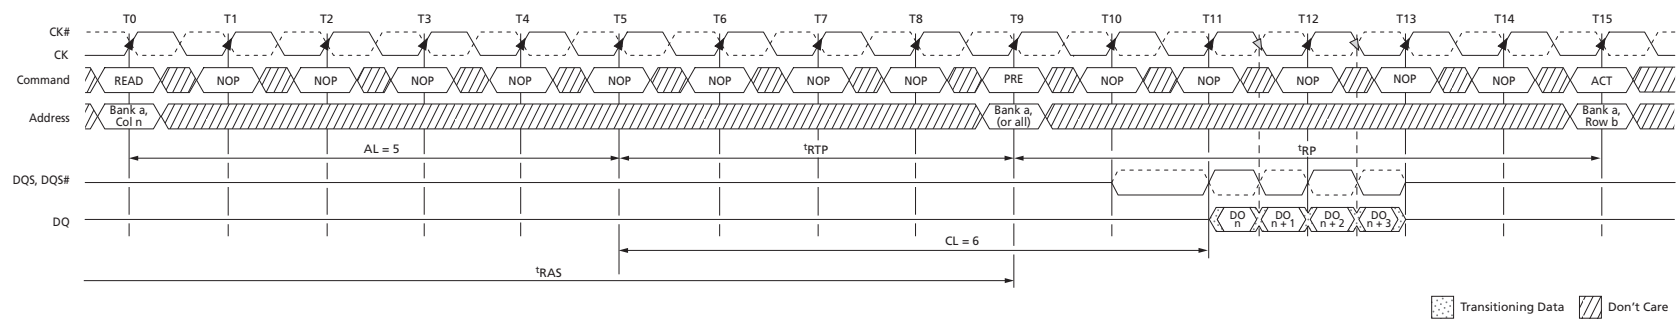 T0 T1 T2 T3 T4 T5 T6 T7 T8 T9 T10 T11 T12 T13 T14 T15
CK#
CK
Command READ NOP NOP NOP NOP NOP NOP NOP NOP PRE NOP NOP NOP NOP NOP ACT
Address Bank a, Col n Bank a, (or all) Bank a, Row b
AL = 5 tRTP tRP
DQS, DQS#
DQ DO n DO n + 1 DO n + 2 DO n + 3
CL = 6
tRAS
Transitioning Data Don't Care